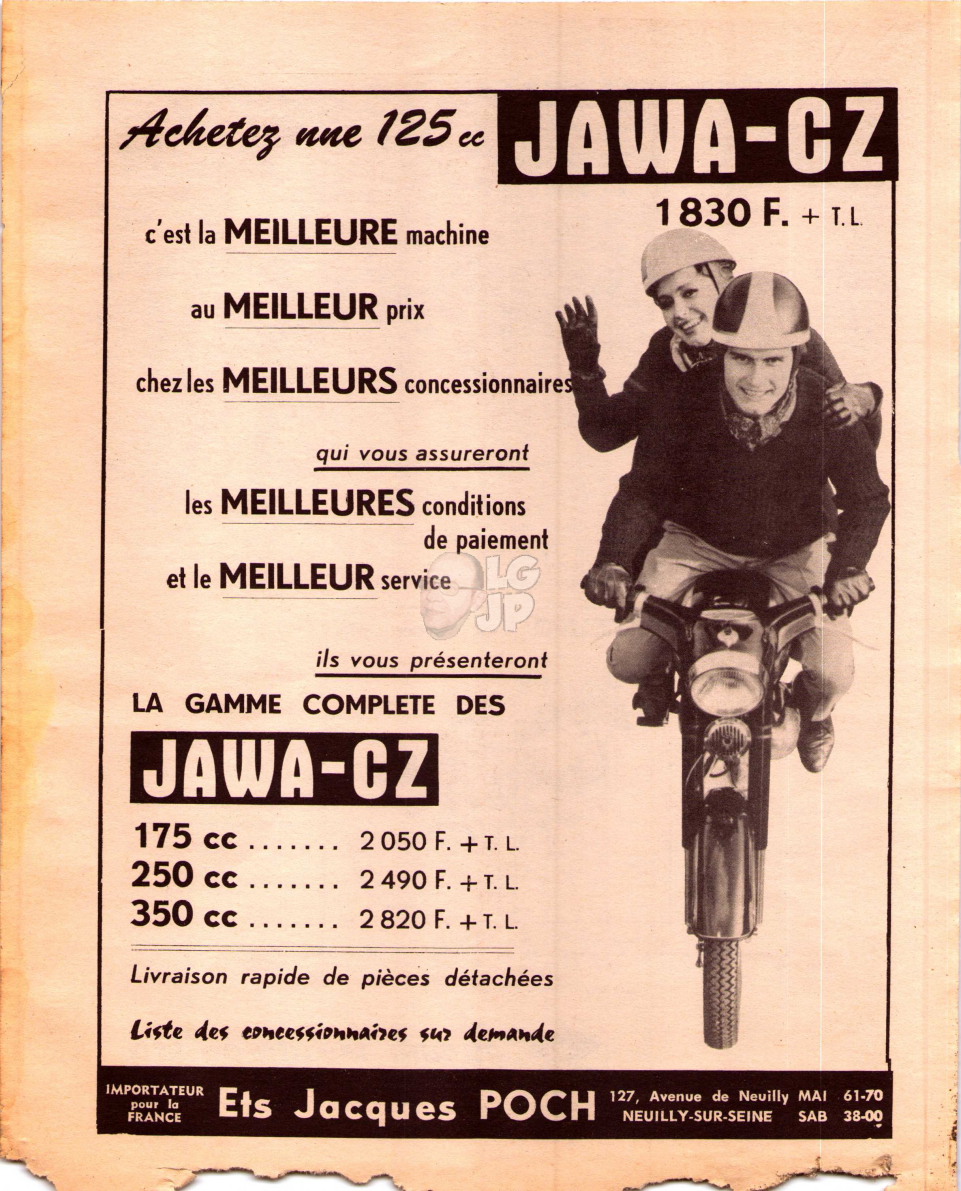 Achetez une 125 cc JAWA-CZ
1 830 F. + T. L.
c'est la MEILLEURE machine
au MEILLEUR prix
chez les MEILLEURS concessionnaires
qui vous assureront
les MEILLEURES conditions
de paiement
et le MEILLEUR service
LG
JP
ils vous présenteront
LA GAMME COMPLETE DES
JAWA-CZ
175 cc ....... 2 050 F. + T. L.
250 cc ....... 2 490 F. + T. L.
350 cc ....... 2 820 F. + T. L.
Livraison rapide de pièces détachées
Liste des concessionnaires sur demande
IMPORTATEUR
pour la
FRANCE
Ets Jacques POCH
127, Avenue de Neuilly MAI 61-70
NEUILLY-SUR-SEINE SAB 38-00